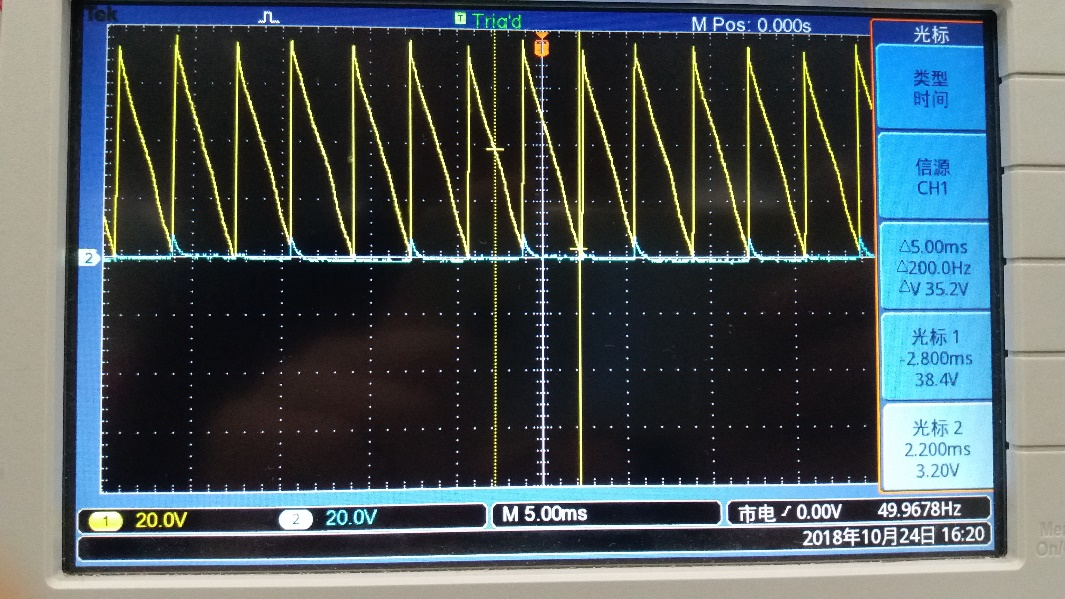 Tek
T Trig'd
M Pos: 0.000s
光标
类型
时间
信源
CH1
△5.00ms
△200.0Hz
△V 35.2V
光标 1
-2.800ms
38.4V
光标 2
2.200ms
3.20V
T
2
1 20.0V
2 20.0V
M 5.00ms
市电 0.00V
49.9678Hz
2018年10月24日 16:20